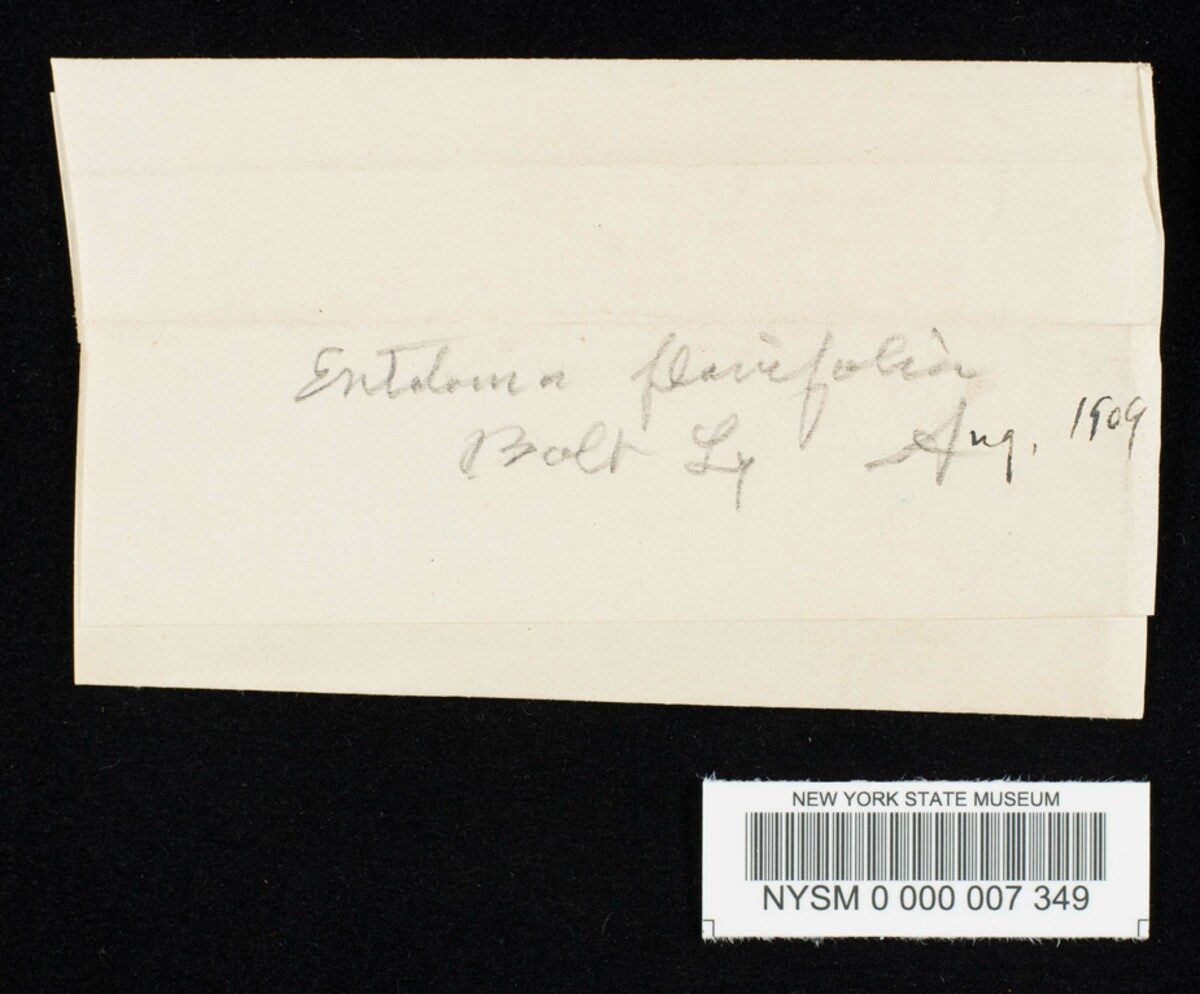 Entoloma flavifolia
Bolt Ly Aug. 1909
NEW YORK STATE MUSEUM
NYSM 0 000 007 349